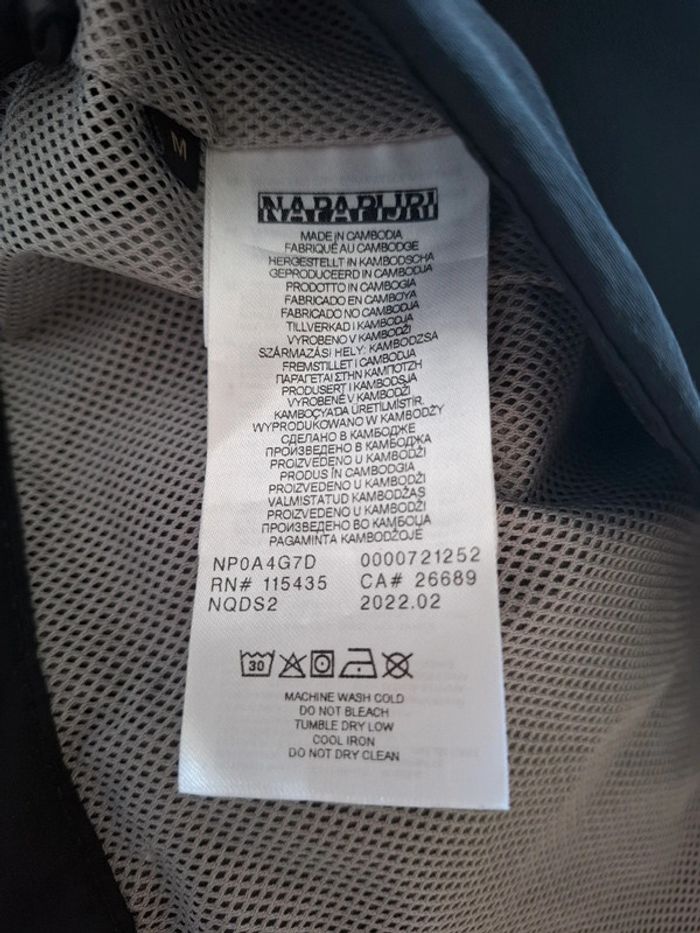 M
NAPAPIJRI
MADE IN CAMBODIA
FABRIQUÉ AU CAMBODGE
HERGESTELLT IN KAMBODSCHA
GEPRODUCEERD IN CAMBODJA
PRODOTTO IN CAMBOGIA
FABRICADO EN CAMBOYA
FABRICADO NO CAMBOJA
TILLVERKAD I KAMBODJA
VYROBENO V KAMBODŽI
SZÁRMAZÁSI HELY: KAMBODZSA
FREMSTILLET I CAMBODJA
ΠΑΡΑΓΕΤΑΙ ΣΤΗΝ ΚΑΜΠΟΤΖΗ
PRODUSERT I KAMBODSJA
VYROBENÉ V KAMBODŽI
KAMBOÇYADA ÜRETILMİSTİR.
WYPRODUKOWANO W KAMBODŻY
СДЕЛАНО В КАМБОДЖЕ
ПРОИЗВЕДЕНО В КАМБОДЖА
PROIZVEDENO U KAMBODŽI
PRODUS ÎN CAMBODGIA
PROIZVEDENO U KAMBODŽI
VALMISTATUD KAMBODŽAS
PROIZVEDENO U KAMBODŽI
ПРОИЗВЕДЕНО ВО КАМБОЏА
PAGAMINTA KAMBODŽOJE
NP0A4G7D 0000721252
RN# 115435 CA# 26689
NQDS2 2022.02
30
MACHINE WASH COLD
DO NOT BLEACH
TUMBLE DRY LOW
COOL IRON
DO NOT DRY CLEAN